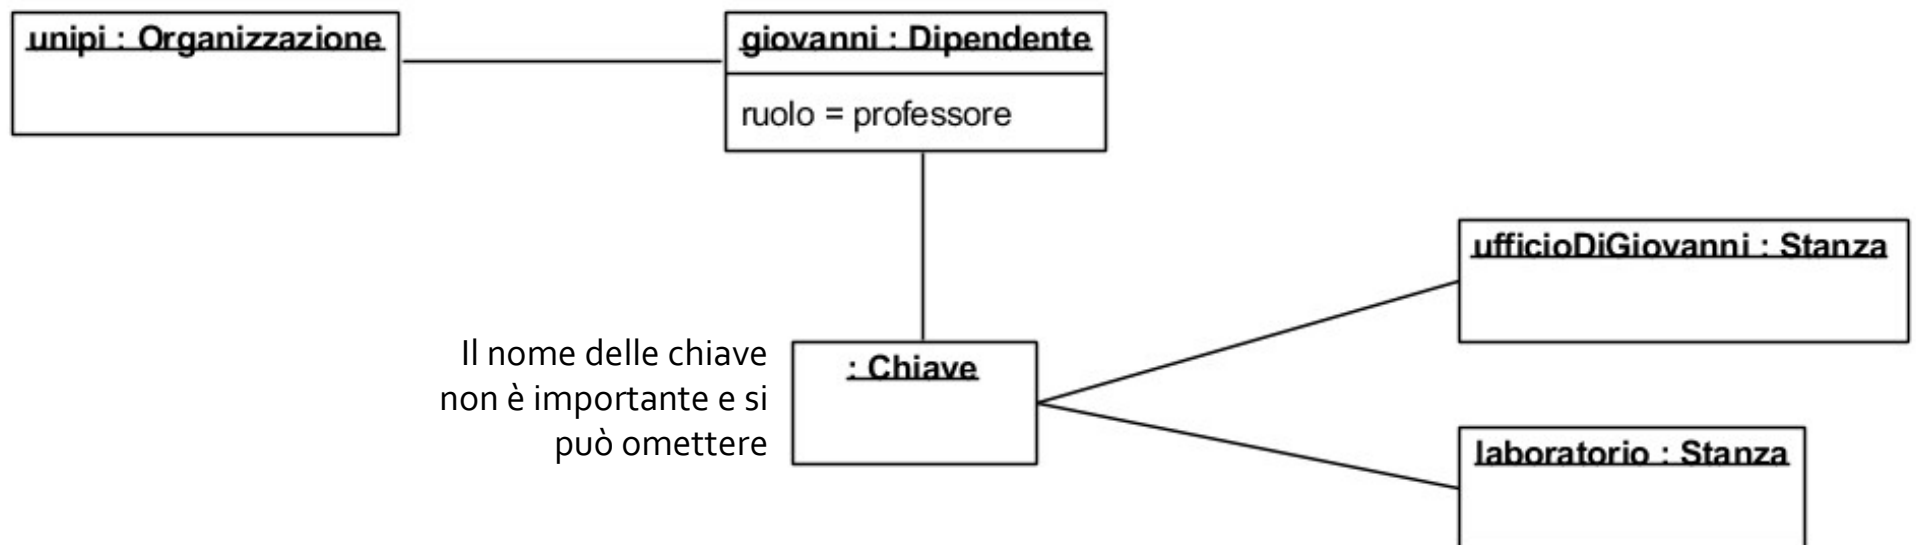 unipi : Organizzazione
giovanni : Dipendente
ruolo = professore
ufficioDiGiovanni : Stanza
Il nome delle chiave
non è importante e si
può omettere
: Chiave
laboratorio : Stanza